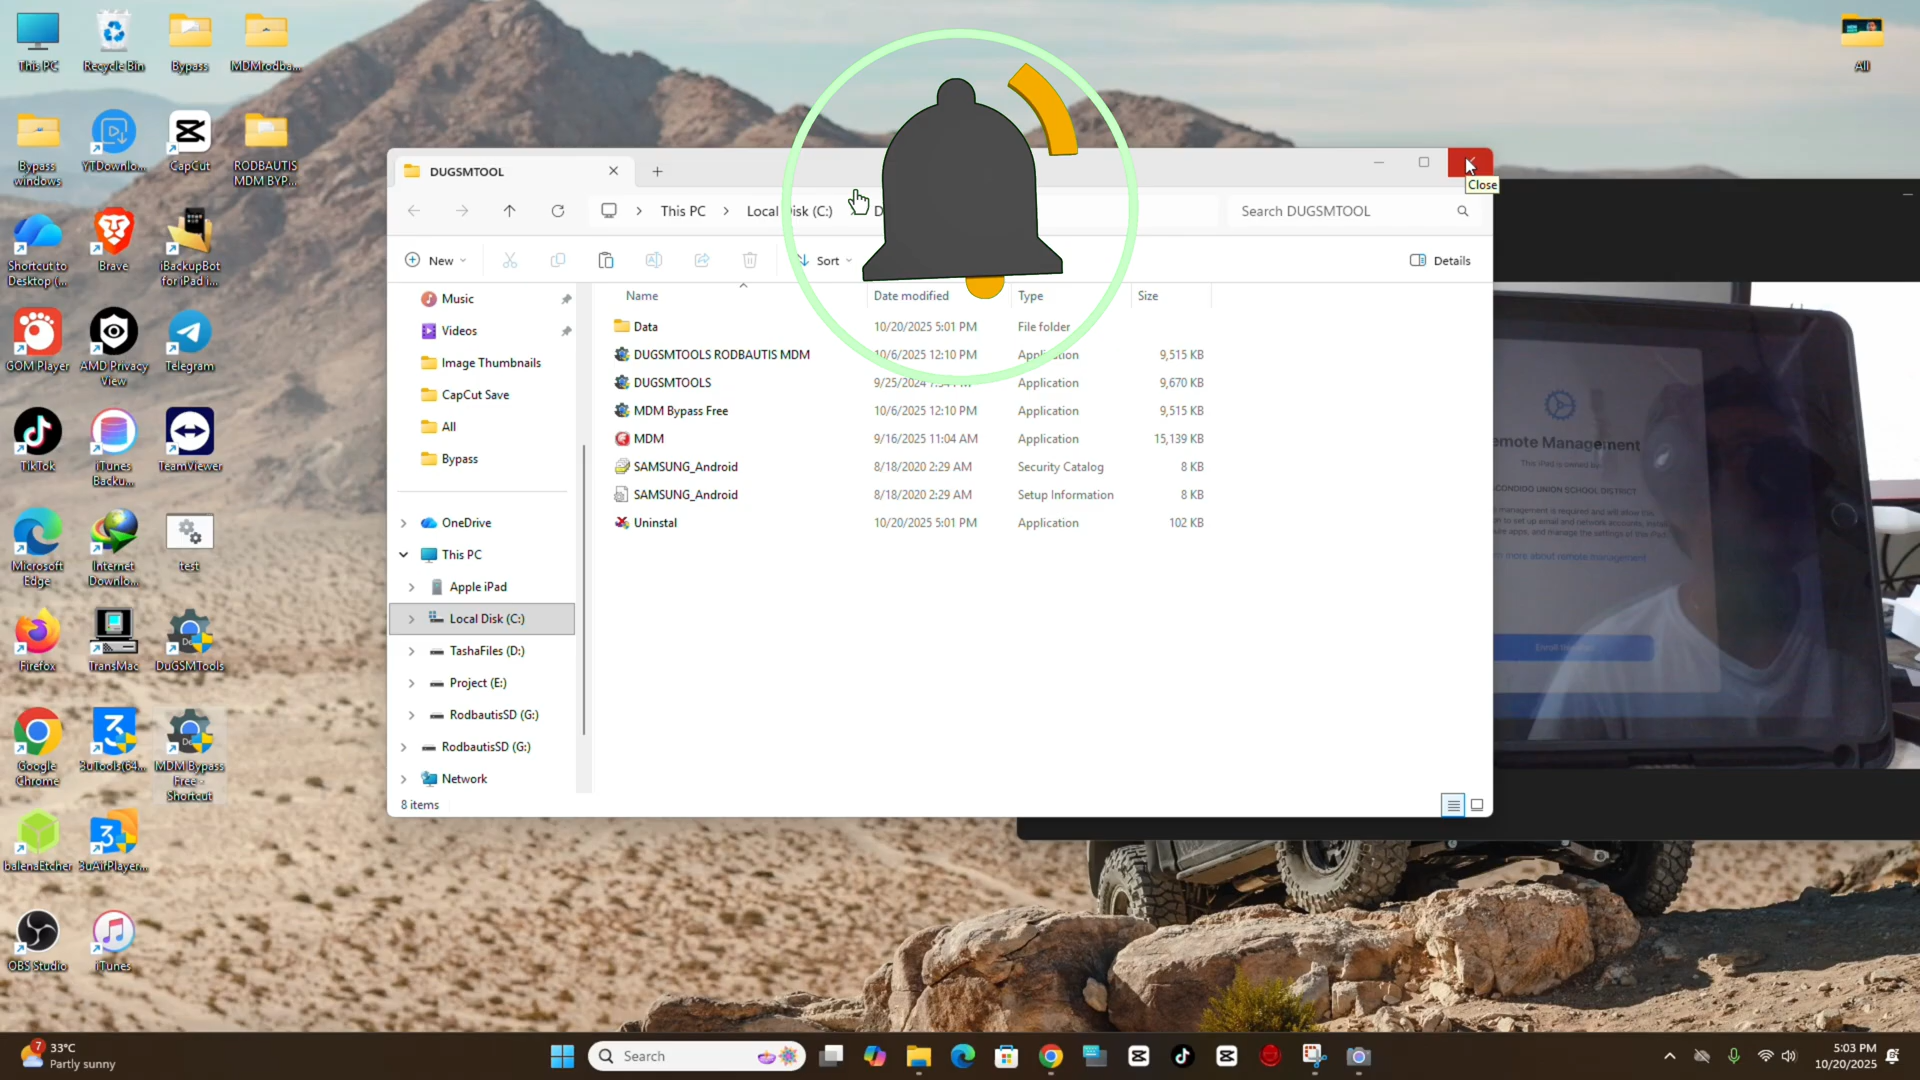 This PC
Recycle Bin
Bypass
MDMrodba...
All
Bypass
windows
YTDownlo...
CapCut
RODBAUTIS
MDM BYP...
Shortcut to
Desktop (...
Brave
iBackupBot
for iPad i...
GOM Player
AMD Privacy
View
Telegram
TikTok
iTunes
Backu...
TeamViewer
Microsoft
Edge
Internet
Downlo...
test
Firefox
TransMac
DuGSMTools
Google
Chrome
3uTools(64...
MDM Bypass
Free -
Shortcut
balenaEtcher
3uAirPlayer...
OBS Studio
iTunes
DUGSMTOOL
Close
This PC
Local Disk (C:)
Search DUGSMTOOL
New
Sort
Details
Music
Videos
Image Thumbnails
CapCut Save
All
Bypass
OneDrive
This PC
Apple iPad
Local Disk (C:)
TashaFiles (D:)
Project (E:)
RodbautisSD (G:)
RodbautisSD (G:)
Network
Name Date modified Type Size
Data 10/20/2025 5:01 PM File folder
DUGSMTOOLS RODBAUTIS MDM 10/6/2025 12:10 PM Application 9,515 KB
DUGSMTOOLS 9/25/2024 Application 9,670 KB
MDM Bypass Free 10/6/2025 12:10 PM Application 9,515 KB
MDM 9/16/2025 11:04 AM Application 15,139 KB
SAMSUNG_Android 8/18/2020 2:29 AM Security Catalog 8 KB
SAMSUNG_Android 8/18/2020 2:29 AM Setup Information 8 KB
Uninstal 10/20/2025 5:01 PM Application 102 KB
8 items
emote Management
This iPad is owned by
CONDIDO UNION SCHOOL DISTRICT
more about remote management
7
33°C
Partly sunny
Search
5:03 PM
10/20/2025